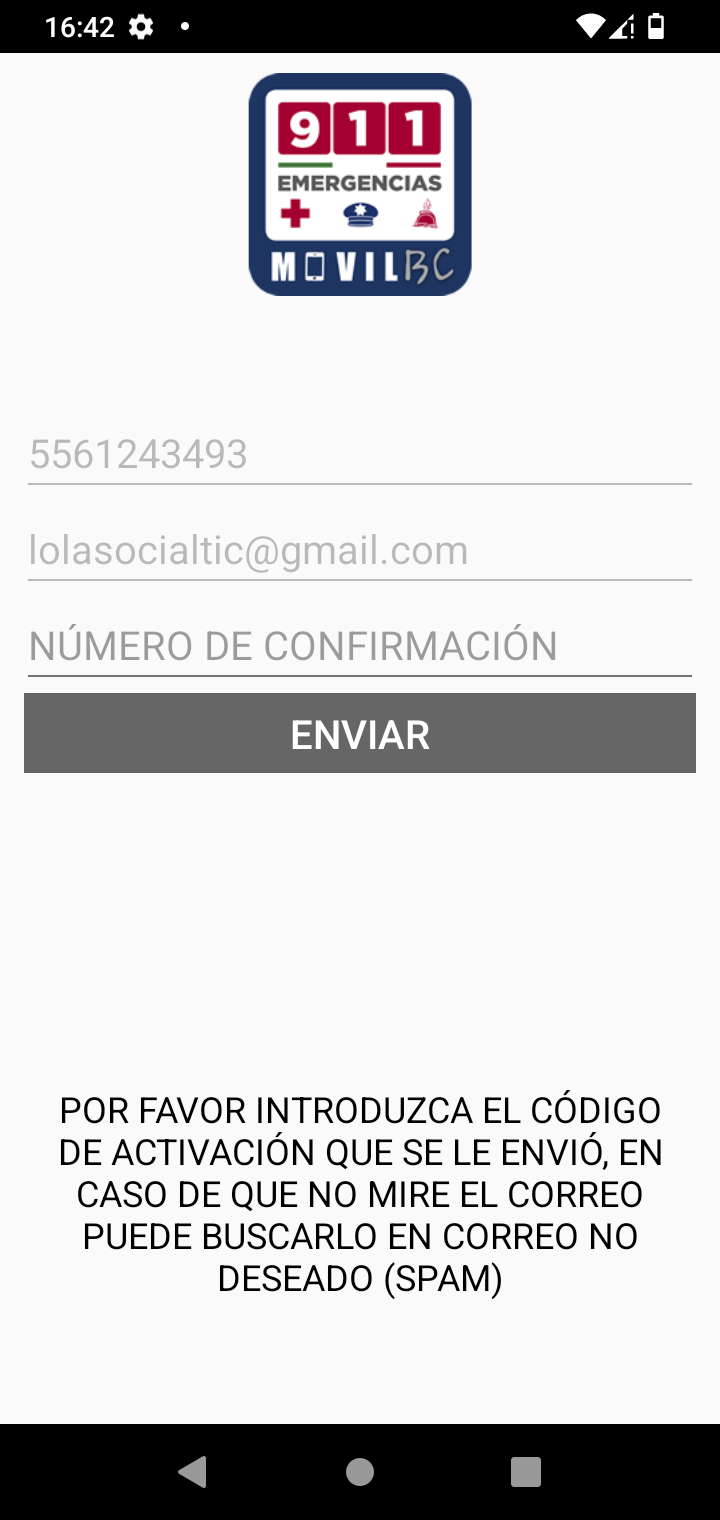 16:42
911
EMERGENCIAS
MOVILBC
5561243493
lolasocialtic@gmail.com
NÚMERO DE CONFIRMACIÓN
ENVIAR
POR FAVOR INTRODUZCA EL CÓDIGO
DE ACTIVACIÓN QUE SE LE ENVIÓ, EN
CASO DE QUE NO MIRE EL CORREO
PUEDE BUSCARLO EN CORREO NO
DESEADO (SPAM)